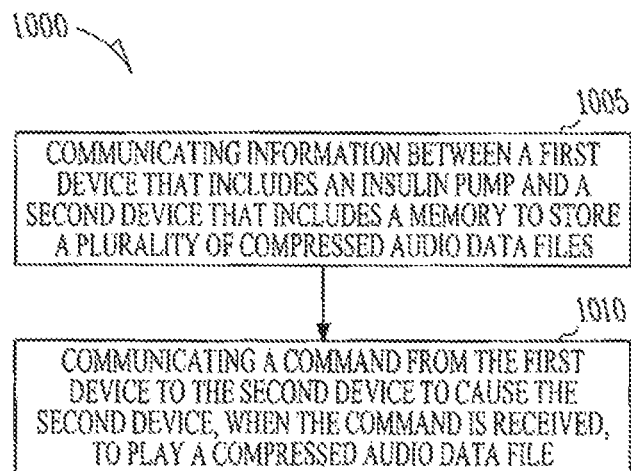 1000
1005
COMMUNICATING INFORMATION BETWEEN A FIRST
DEVICE THAT INCLUDES AN INSULIN PUMP AND A
SECOND DEVICE THAT INCLUDES A MEMORY TO STORE
A PLURALITY OF COMPRESSED AUDIO DATA FILES
1010
COMMUNICATING A COMMAND FROM THE FIRST
DEVICE TO THE SECOND DEVICE TO CAUSE THE
SECOND DEVICE, WHEN THE COMMAND IS RECEIVED,
TO PLAY A COMPRESSED AUDIO DATA FILE